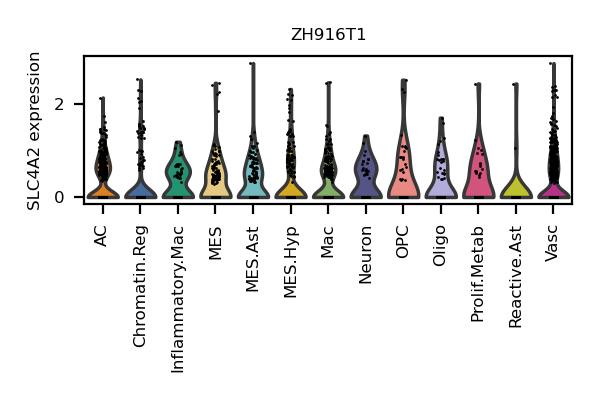 ZH916T1
SLC4A2 expression
2
0
AC
Chromatin.Reg
Inflammatory.Mac
MES
MES.Ast
MES.Hyp
Mac
Neuron
OPC
Oligo
Prolif.Metab
Reactive.Ast
Vasc